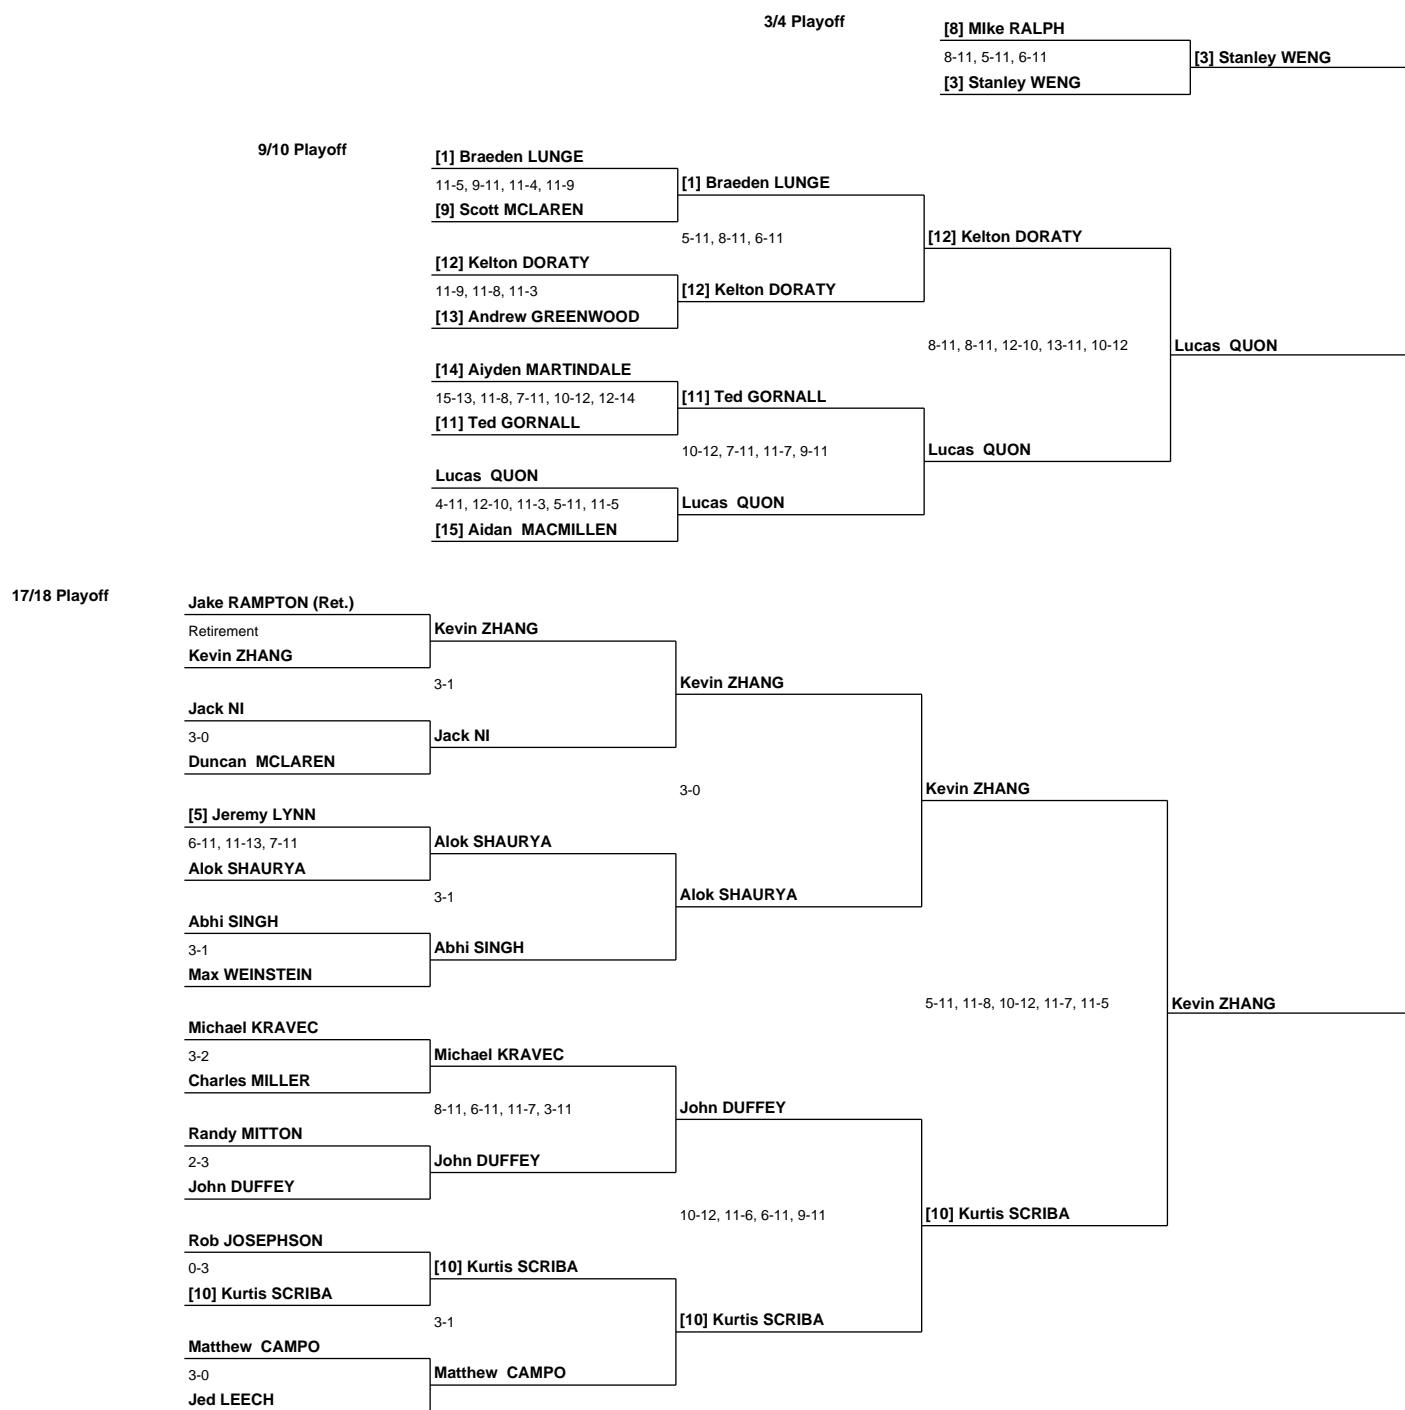 3/4 Playoff
[8] MIke RALPH
8-11, 5-11, 6-11
[3] Stanley WENG
[3] Stanley WENG
9/10 Playoff
[1] Braeden LUNGE
11-5, 9-11, 11-4, 11-9
[1] Braeden LUNGE
[9] Scott MCLAREN
5-11, 8-11, 6-11
[12] Kelton DORATY
[12] Kelton DORATY
11-9, 11-8, 11-3
[12] Kelton DORATY
[13] Andrew GREENWOOD
8-11, 8-11, 12-10, 13-11, 10-12
Lucas QUON
[14] Aiyden MARTINDALE
15-13, 11-8, 7-11, 10-12, 12-14
[11] Ted GORNALL
[11] Ted GORNALL
10-12, 7-11, 11-7, 9-11
Lucas QUON
Lucas QUON
4-11, 12-10, 11-3, 5-11, 11-5
Lucas QUON
[15] Aidan MACMILLEN
17/18 Playoff
Jake RAMPTON (Ret.)
Retirement
Kevin ZHANG
Kevin ZHANG
3-1
Kevin ZHANG
Jack NI
3-0
Jack NI
Duncan MCLAREN
3-0
Kevin ZHANG
[5] Jeremy LYNN
6-11, 11-13, 7-11
Alok SHAURYA
Alok SHAURYA
3-1
Alok SHAURYA
Abhi SINGH
3-1
Abhi SINGH
Max WEINSTEIN
5-11, 11-8, 10-12, 11-7, 11-5
Kevin ZHANG
Michael KRAVEC
3-2
Michael KRAVEC
Charles MILLER
8-11, 6-11, 11-7, 3-11
John DUFFEY
Randy MITTON
2-3
John DUFFEY
John DUFFEY
10-12, 11-6, 6-11, 9-11
[10] Kurtis SCRIBA
Rob JOSEPHSON
0-3
[10] Kurtis SCRIBA
[10] Kurtis SCRIBA
3-1
[10] Kurtis SCRIBA
Matthew CAMPO
3-0
Matthew CAMPO
Jed LEECH